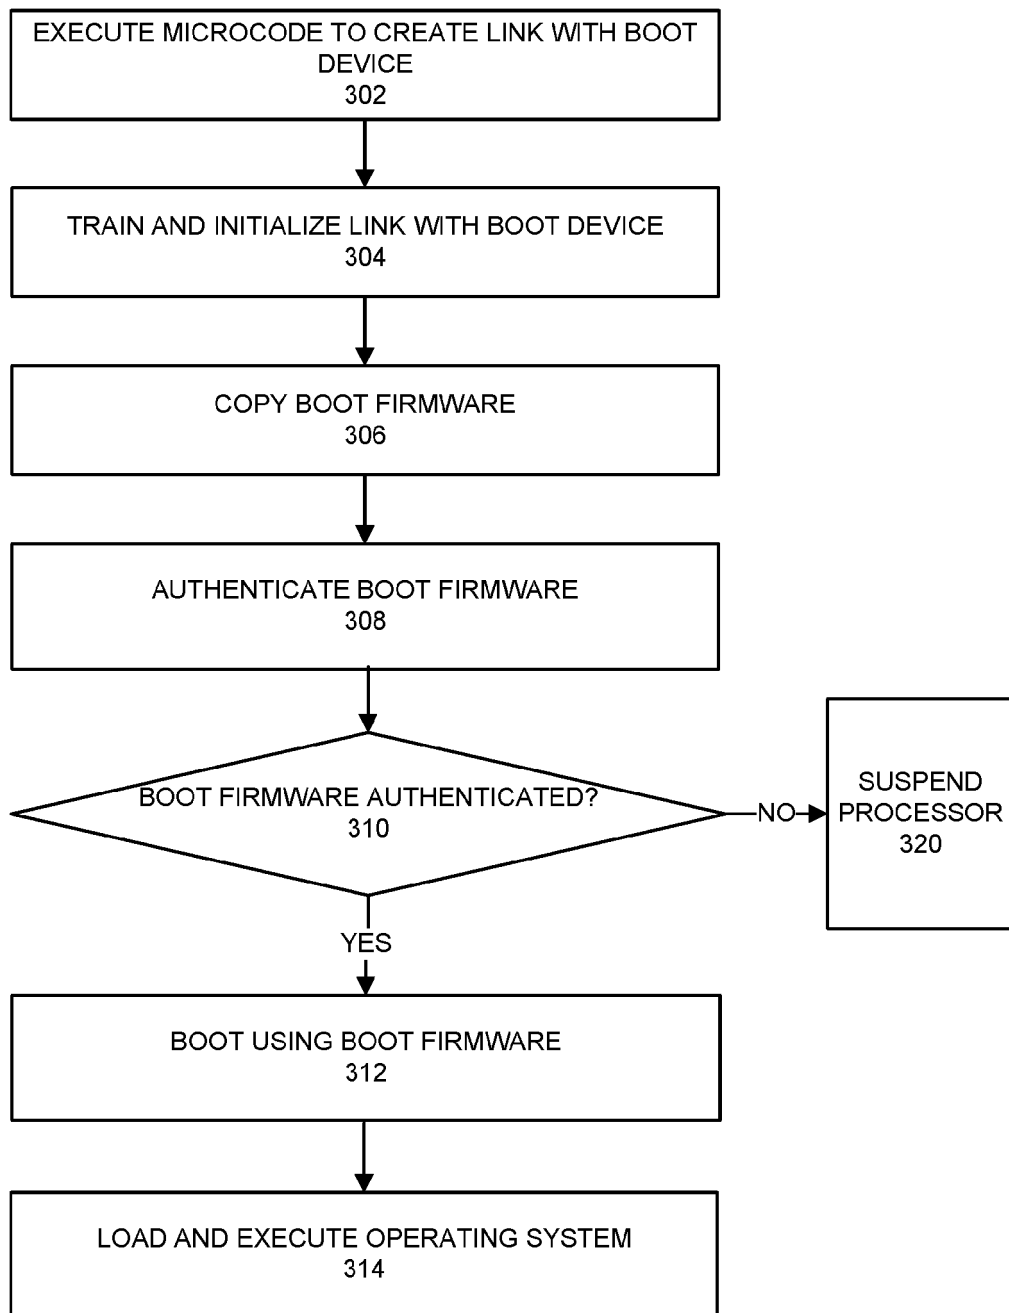 EXECUTE MICROCODE TO CREATE LINK WITH BOOT
DEVICE
302
TRAIN AND INITIALIZE LINK WITH BOOT DEVICE
304
COPY BOOT FIRMWARE
306
AUTHENTICATE BOOT FIRMWARE
308
BOOT FIRMWARE AUTHENTICATED?
310
NO
SUSPEND
PROCESSOR
320
YES
BOOT USING BOOT FIRMWARE
312
LOAD AND EXECUTE OPERATING SYSTEM
314